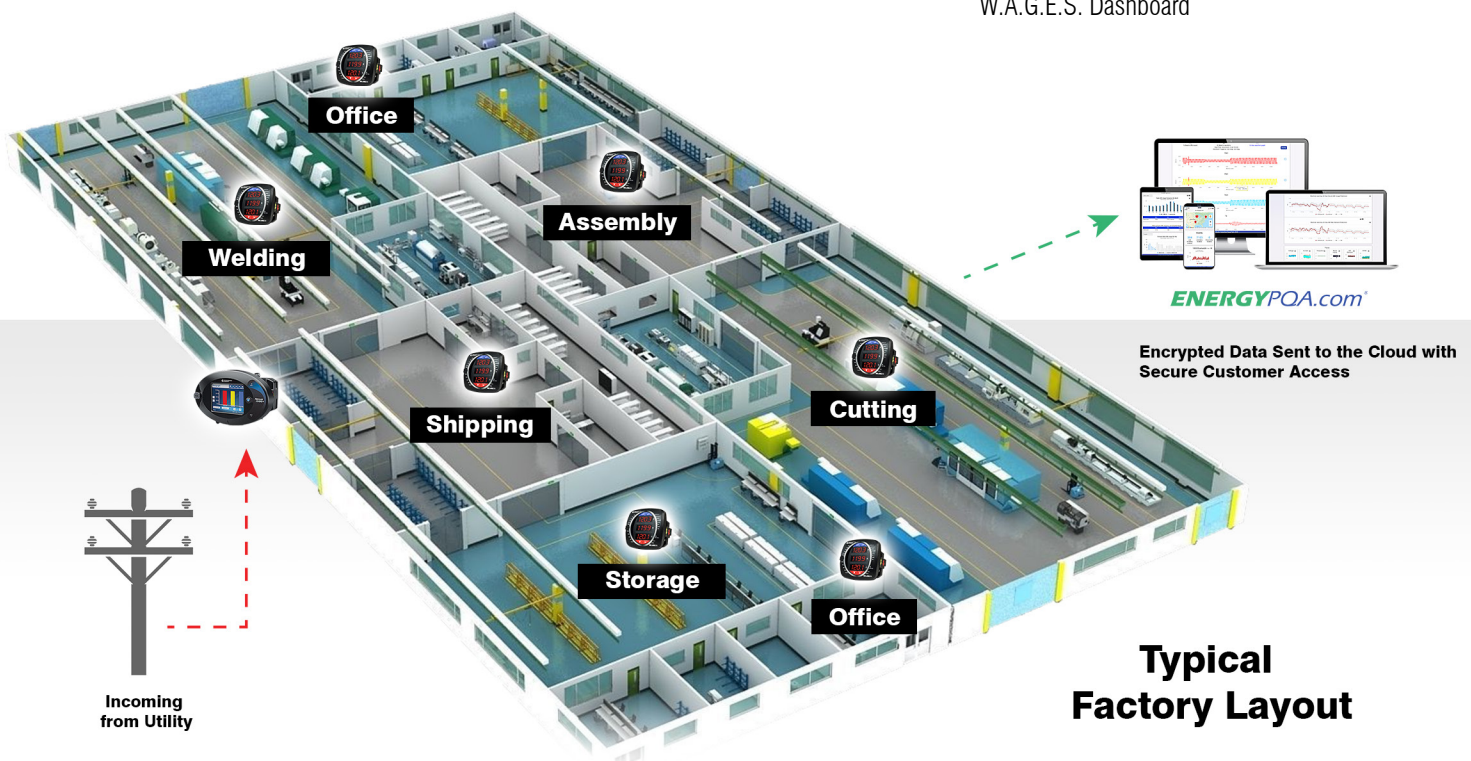 W.A.G.E.S. Dashboard
Office
Assembly
Welding
ENERGYPQA.com®
Encrypted Data Sent to the Cloud with
Secure Customer Access
Shipping
Cutting
Storage
Office
Typical
Factory Layout
Incoming
from Utility